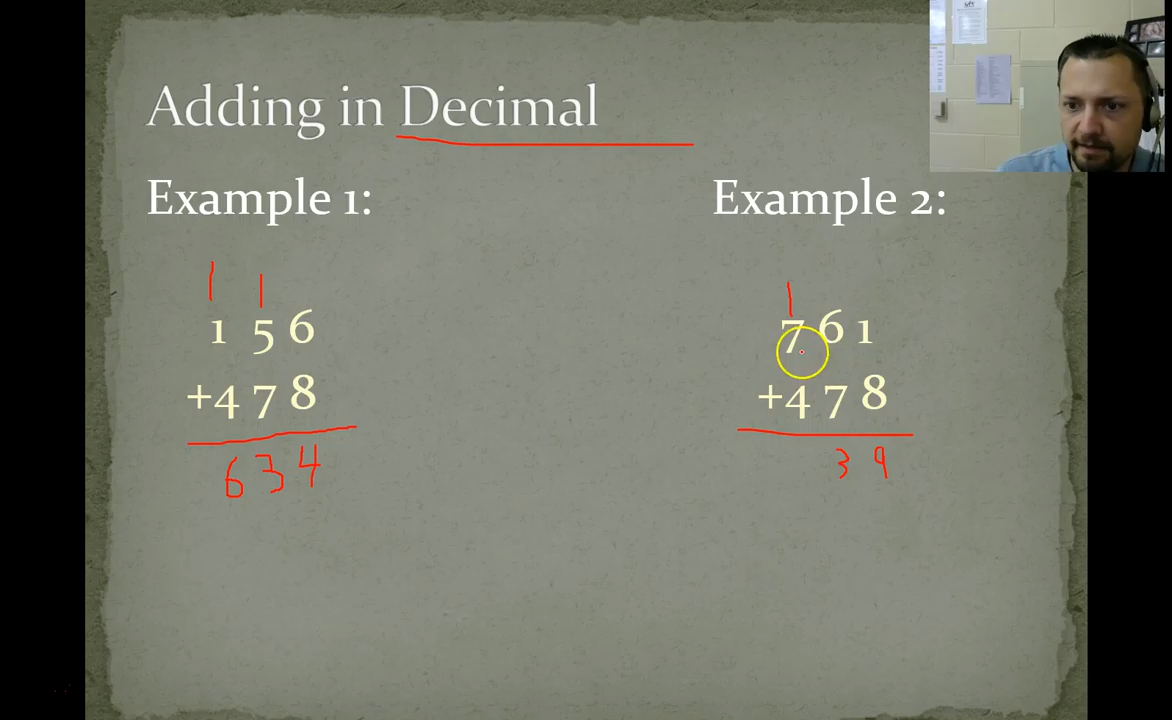 Adding in Decimal
Example 1:
1 1
1 5 6
+4 7 8
6 3 4
Example 2:
1
7 6 1
+4 7 8
3 9